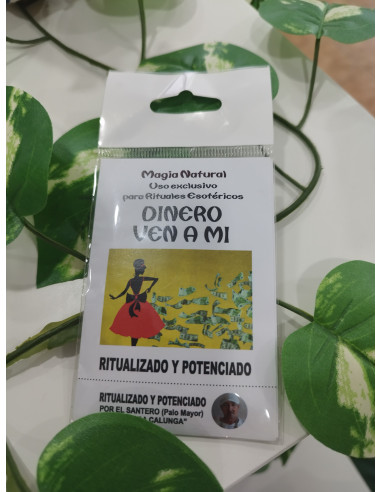 Magia Natural
Uso exclusivo
para Rituales Esotéricos
DINERO
VEN A MI
RITUALIZADO Y POTENCIADO
RITUALIZADO Y POTENCIADO
POR EL SANTERO (Palo Mayor)
CALUNGA"